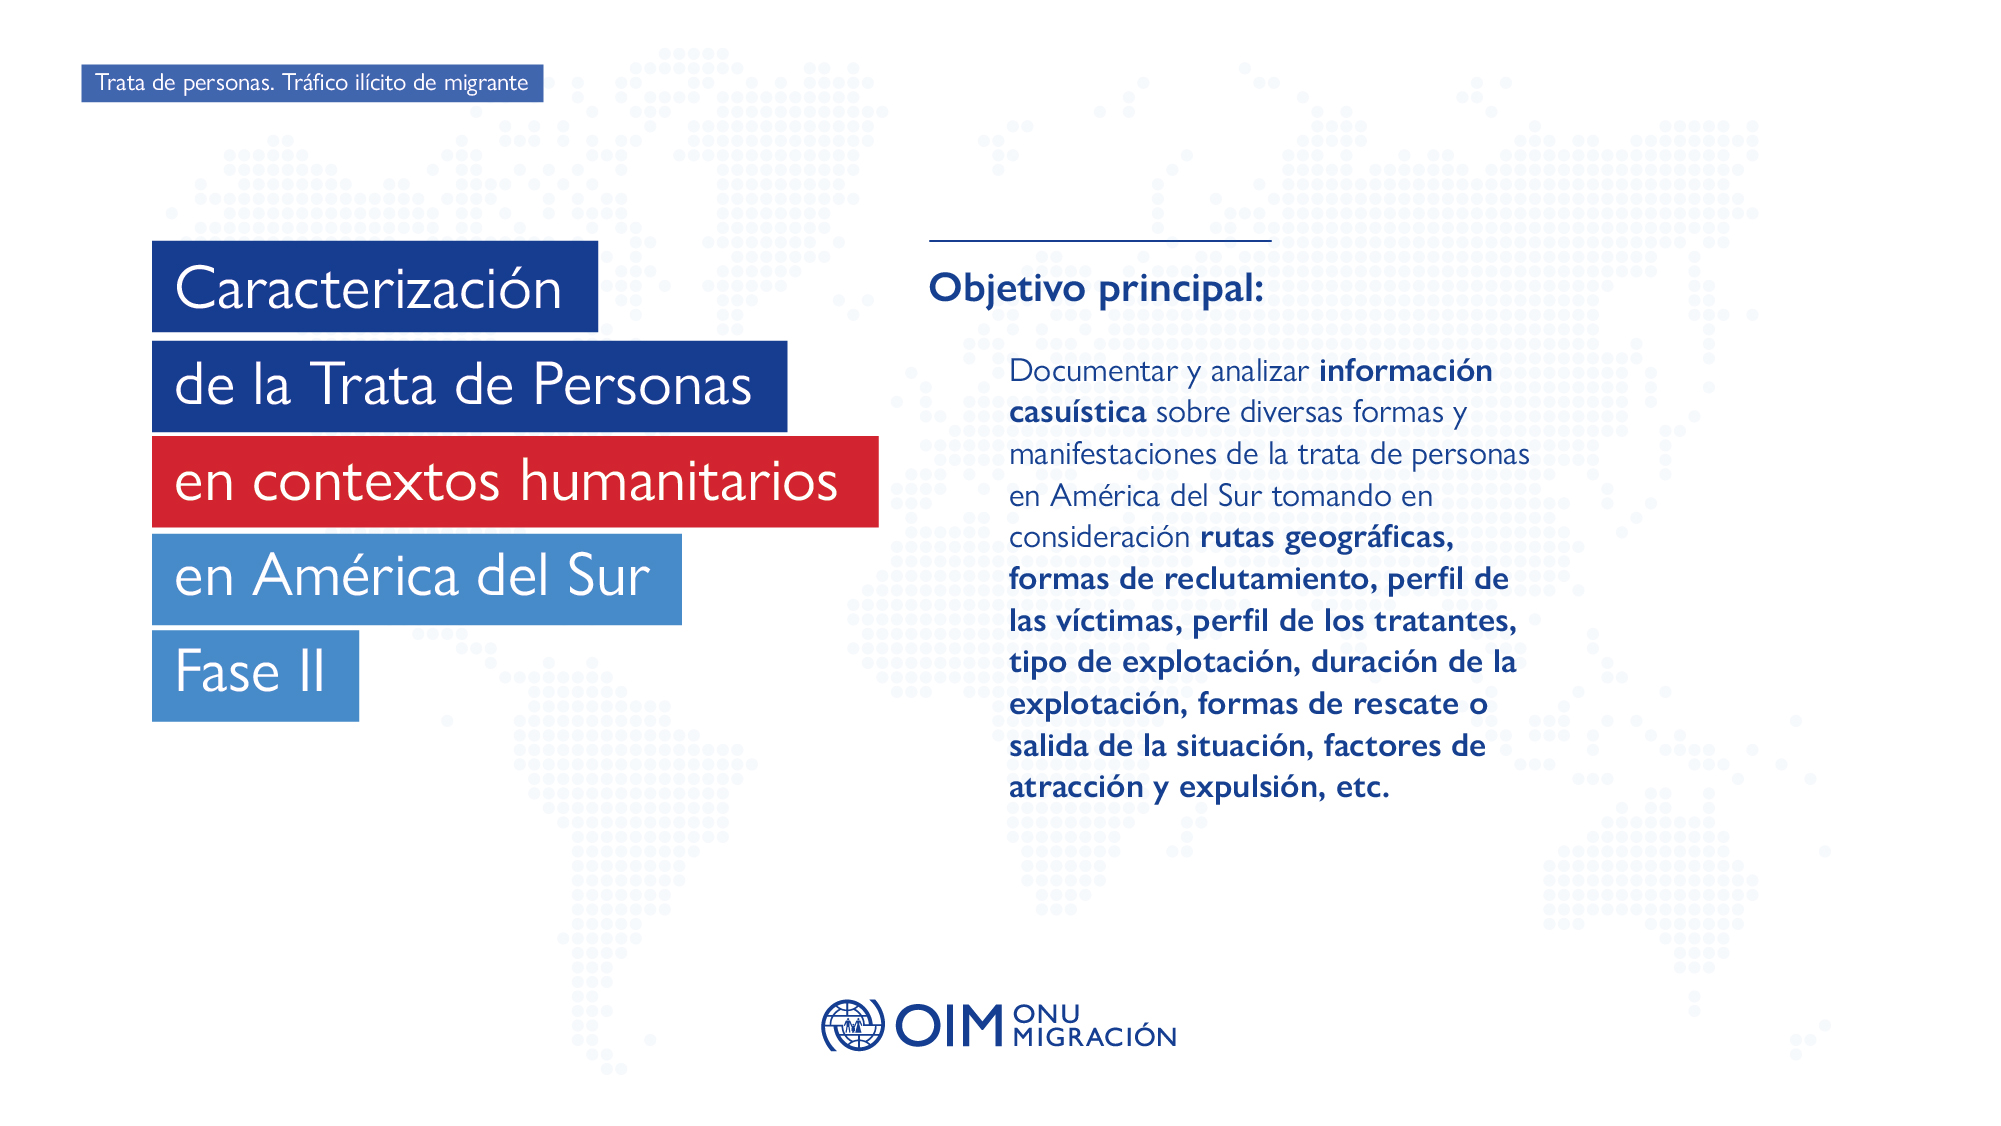 Trata de personas. Tráfico ilícito de migrante
Caracterización
de la Trata de Personas
en contextos humanitarios
en América del Sur
Fase II
Objetivo principal:
Documentar y analizar información
casuística sobre diversas formas y
manifestaciones de la trata de personas
en América del Sur tomando en
consideración rutas geográficas,
formas de reclutamiento, perfil de
las víctimas, perfil de los tratantes,
tipo de explotación, duración de la
explotación, formas de rescate o
salida de la situación, factores de
atracción y expulsión, etc.
OIM ONU
MIGRACIÓN